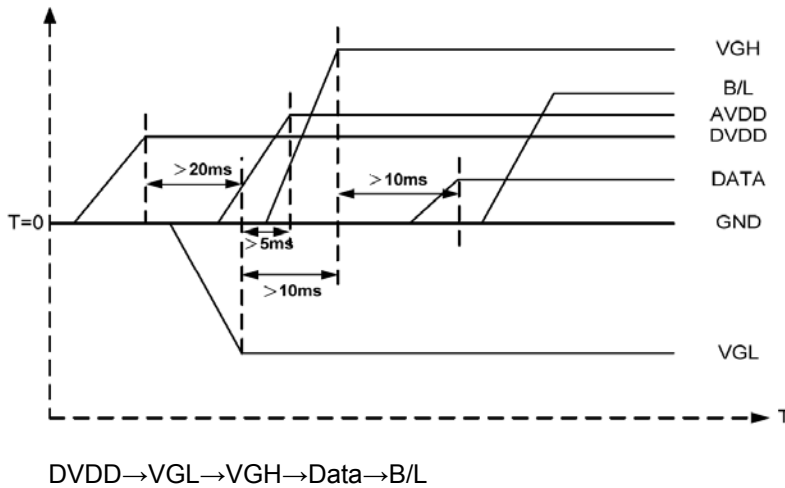 VGH
B/L
AVDD
DVDD
>20ms
>10ms
DATA
T=0
GND
>5ms
>10ms
VGL
T
DVDD→VGL→VGH→Data→B/L